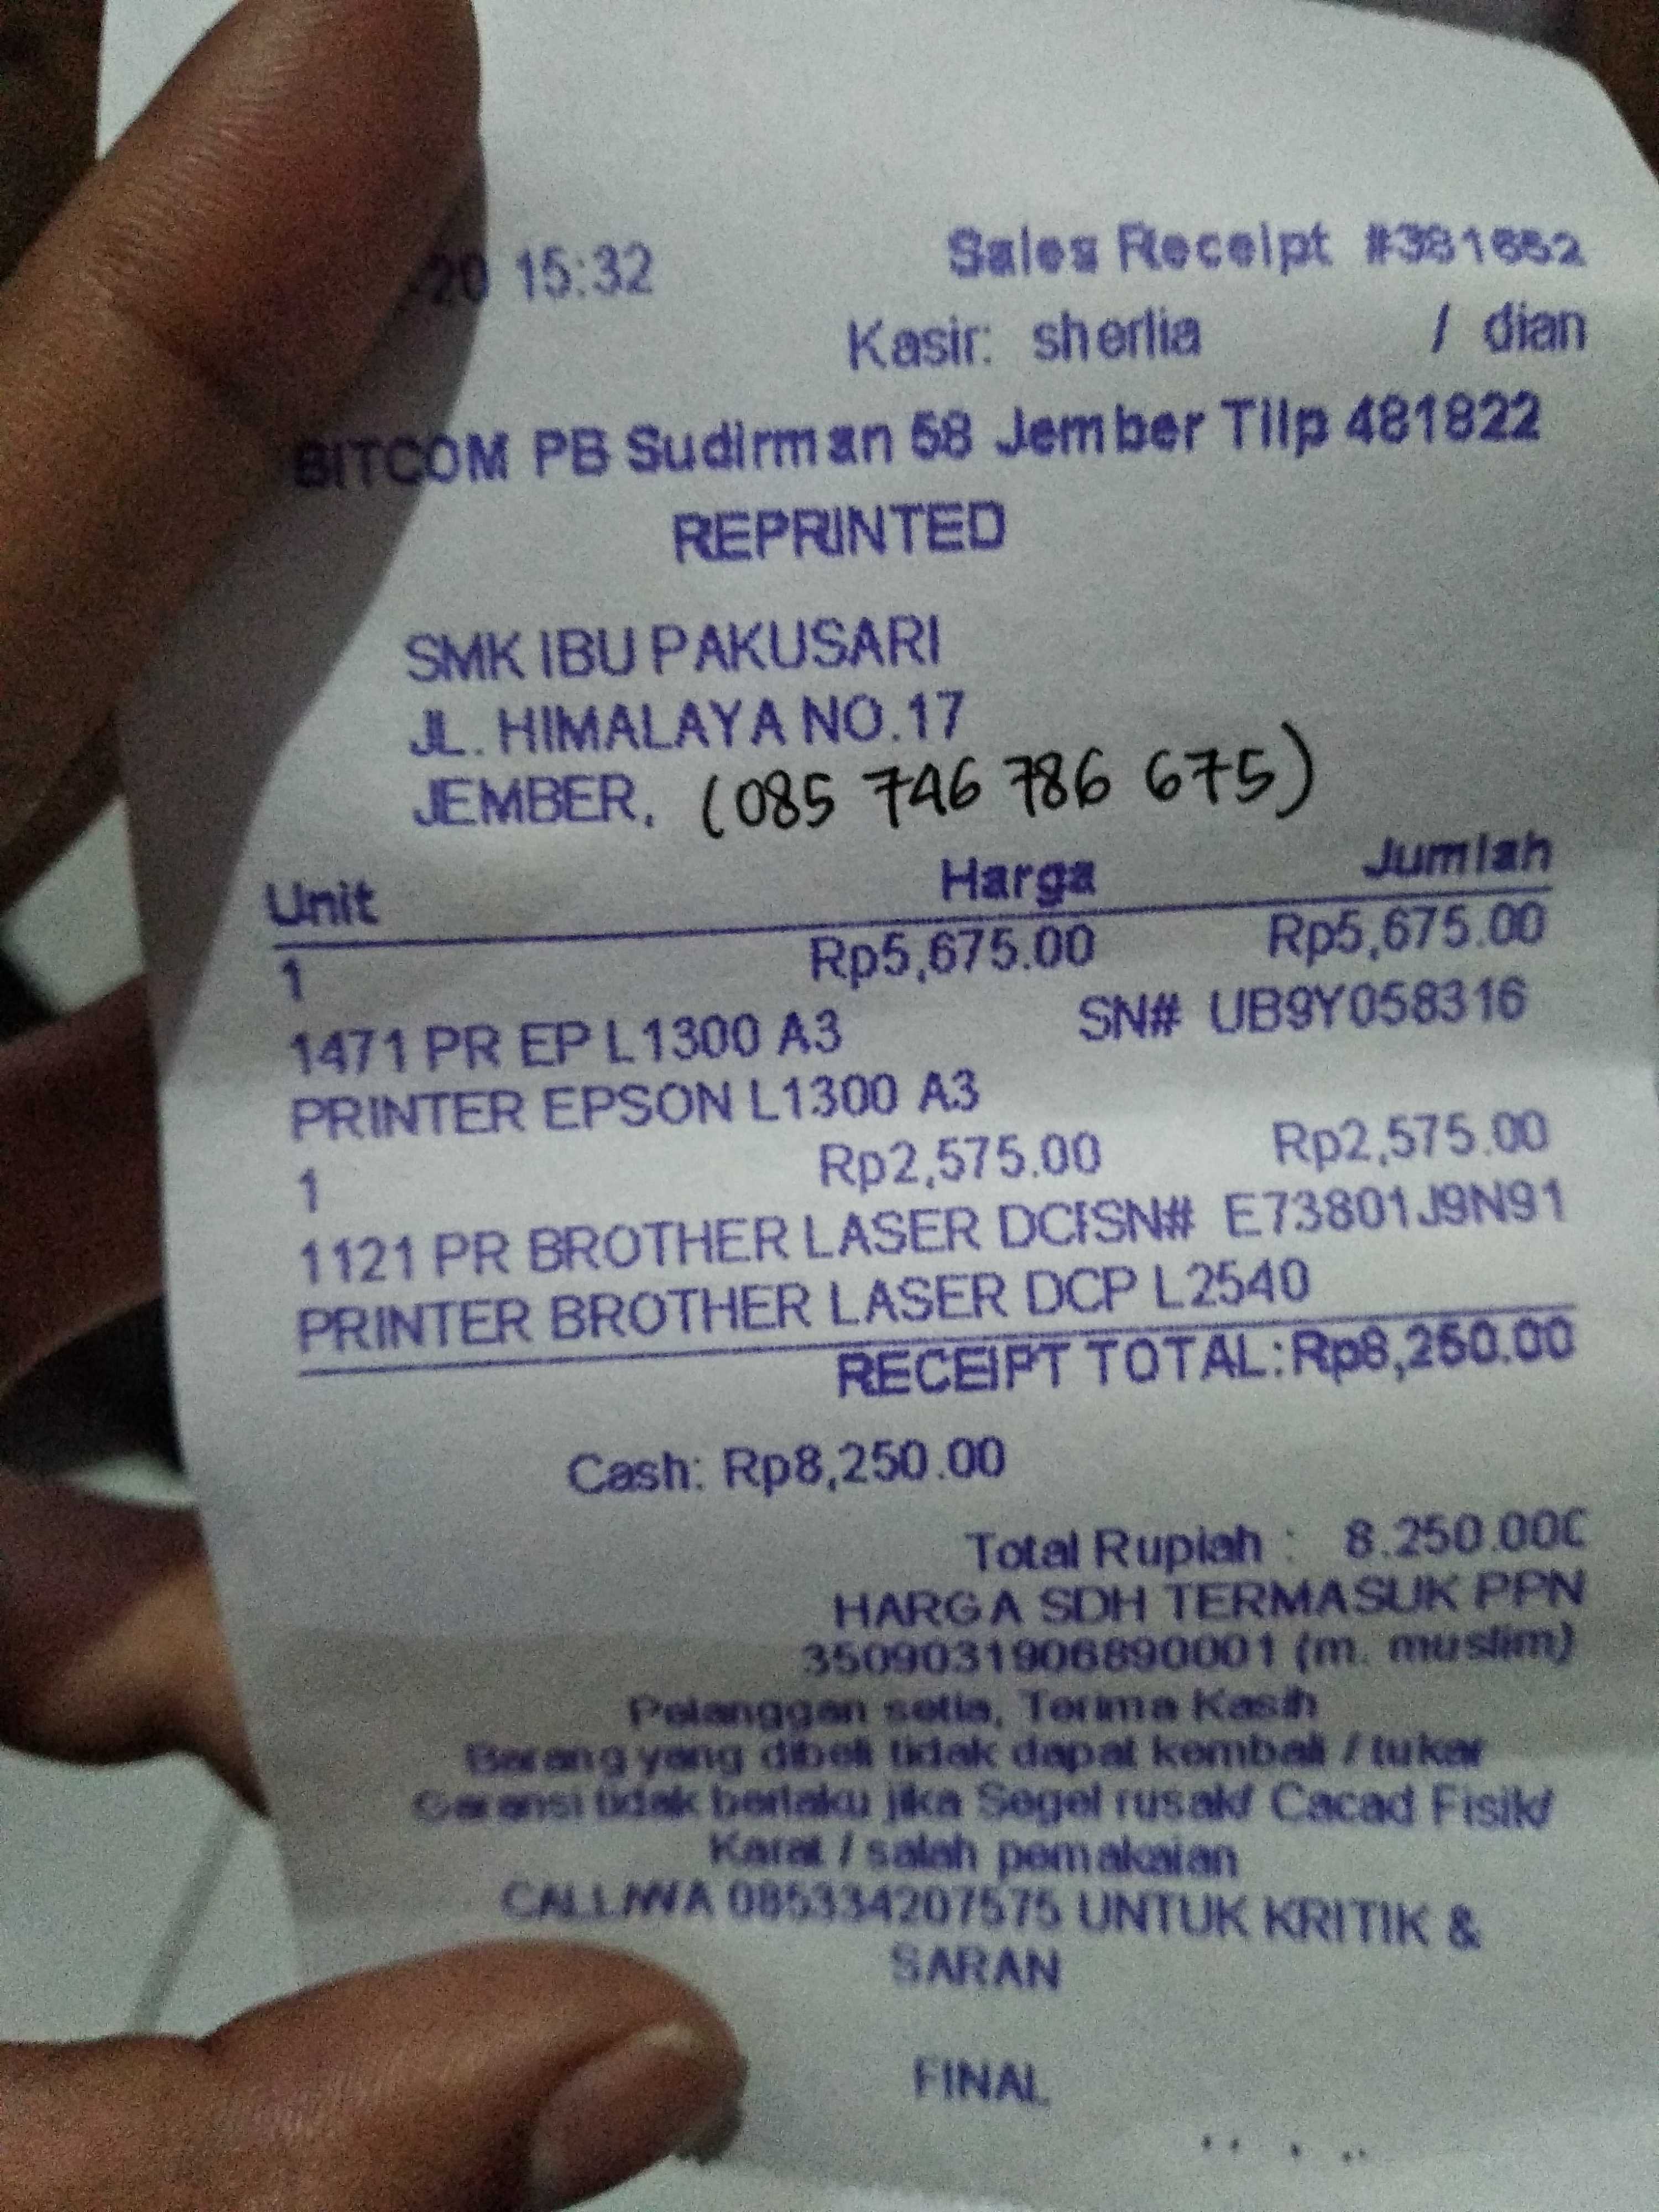 -20 15:32 Sales Receipt #381652
Kasir: sherlia / dian
BITCOM PB Sudirman 58 Jember Tilp 481822
REPRINTED
SMK IBU PAKUSARI
JL. HIMALAYA NO.17
JEMBER, (085 746 786 675)
Unit Harga Jumlah
1 Rp5,675.00 Rp5,675.00
1471 PR EP L1300 A3 SN# UB9Y058316
PRINTER EPSON L1300 A3
1 Rp2,575.00 Rp2,575.00
1121 PR BROTHER LASER DCISN# E73801J9N91
PRINTER BROTHER LASER DCP L2540
RECEIPT TOTAL: Rp8,250.00
Cash: Rp8,250.00
Total Rupiah : 8.250.000
HARGA SDH TERMASUK PPN
3509031906890001 (m. muslim)
Pelanggan setia, Terima Kasih
Barang yang dibeli tidak dapat kembali / tukar
Garansi tidak berlaku jika Segel rusak/ Cacad Fisik/
Karat / salah pemakaian
CALL/WA 085334207575 UNTUK KRITIK &
SARAN
FINAL